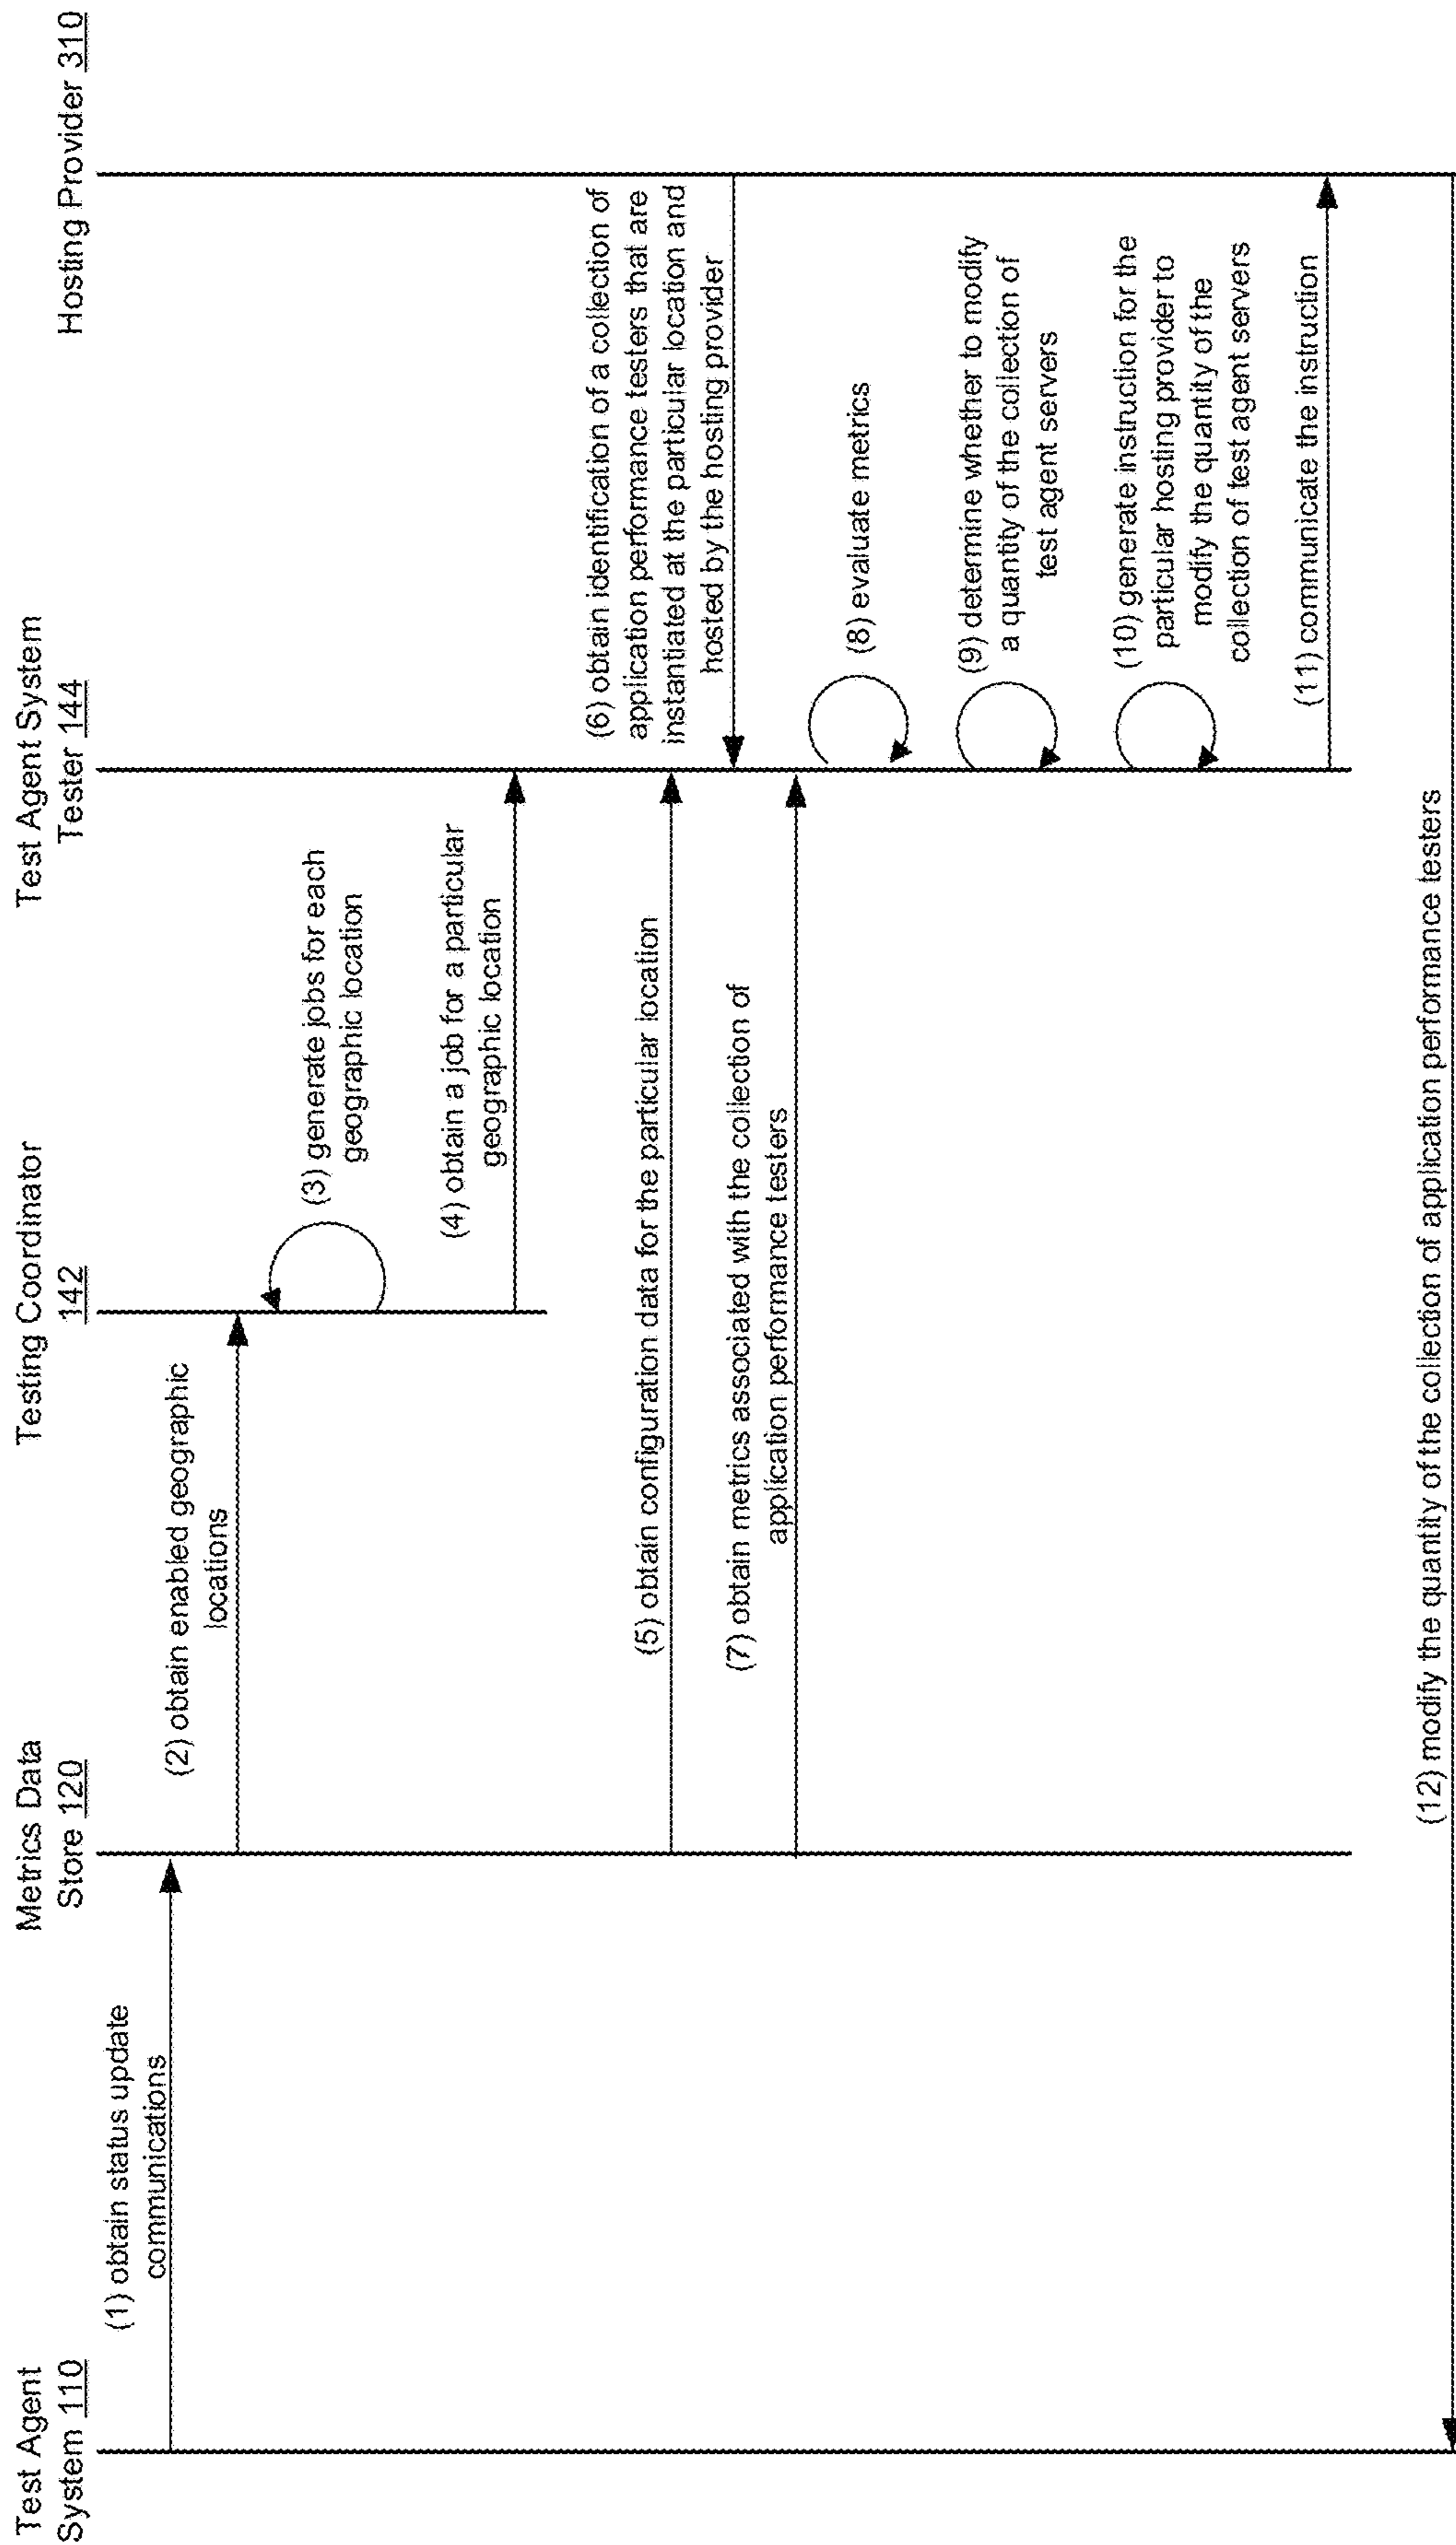 Test Agent
System 110
Metrics Data
Store 120
Testing Coordinator
142
Test Agent System
Tester 144
Hosting Provider 310
(1) obtain status update
communications
(2) obtain enabled geographic
locations
(3) generate jobs for each
geographic location
(4) obtain a job for a particular
geographic location
(5) obtain configuration data for the particular location
(6) obtain identification of a collection of
application performance testers that are
instantiated at the particular location and
hosted by the hosting provider
(7) obtain metrics associated with the collection of
application performance testers
(8) evaluate metrics
(9) determine whether to modify
a quantity of the collection of
test agent servers
(10) generate instruction for the
particular hosting provider to
modify the quantity of the
collection of test agent servers
(11) communicate the instruction
(12) modify the quantity of the collection of application performance testers